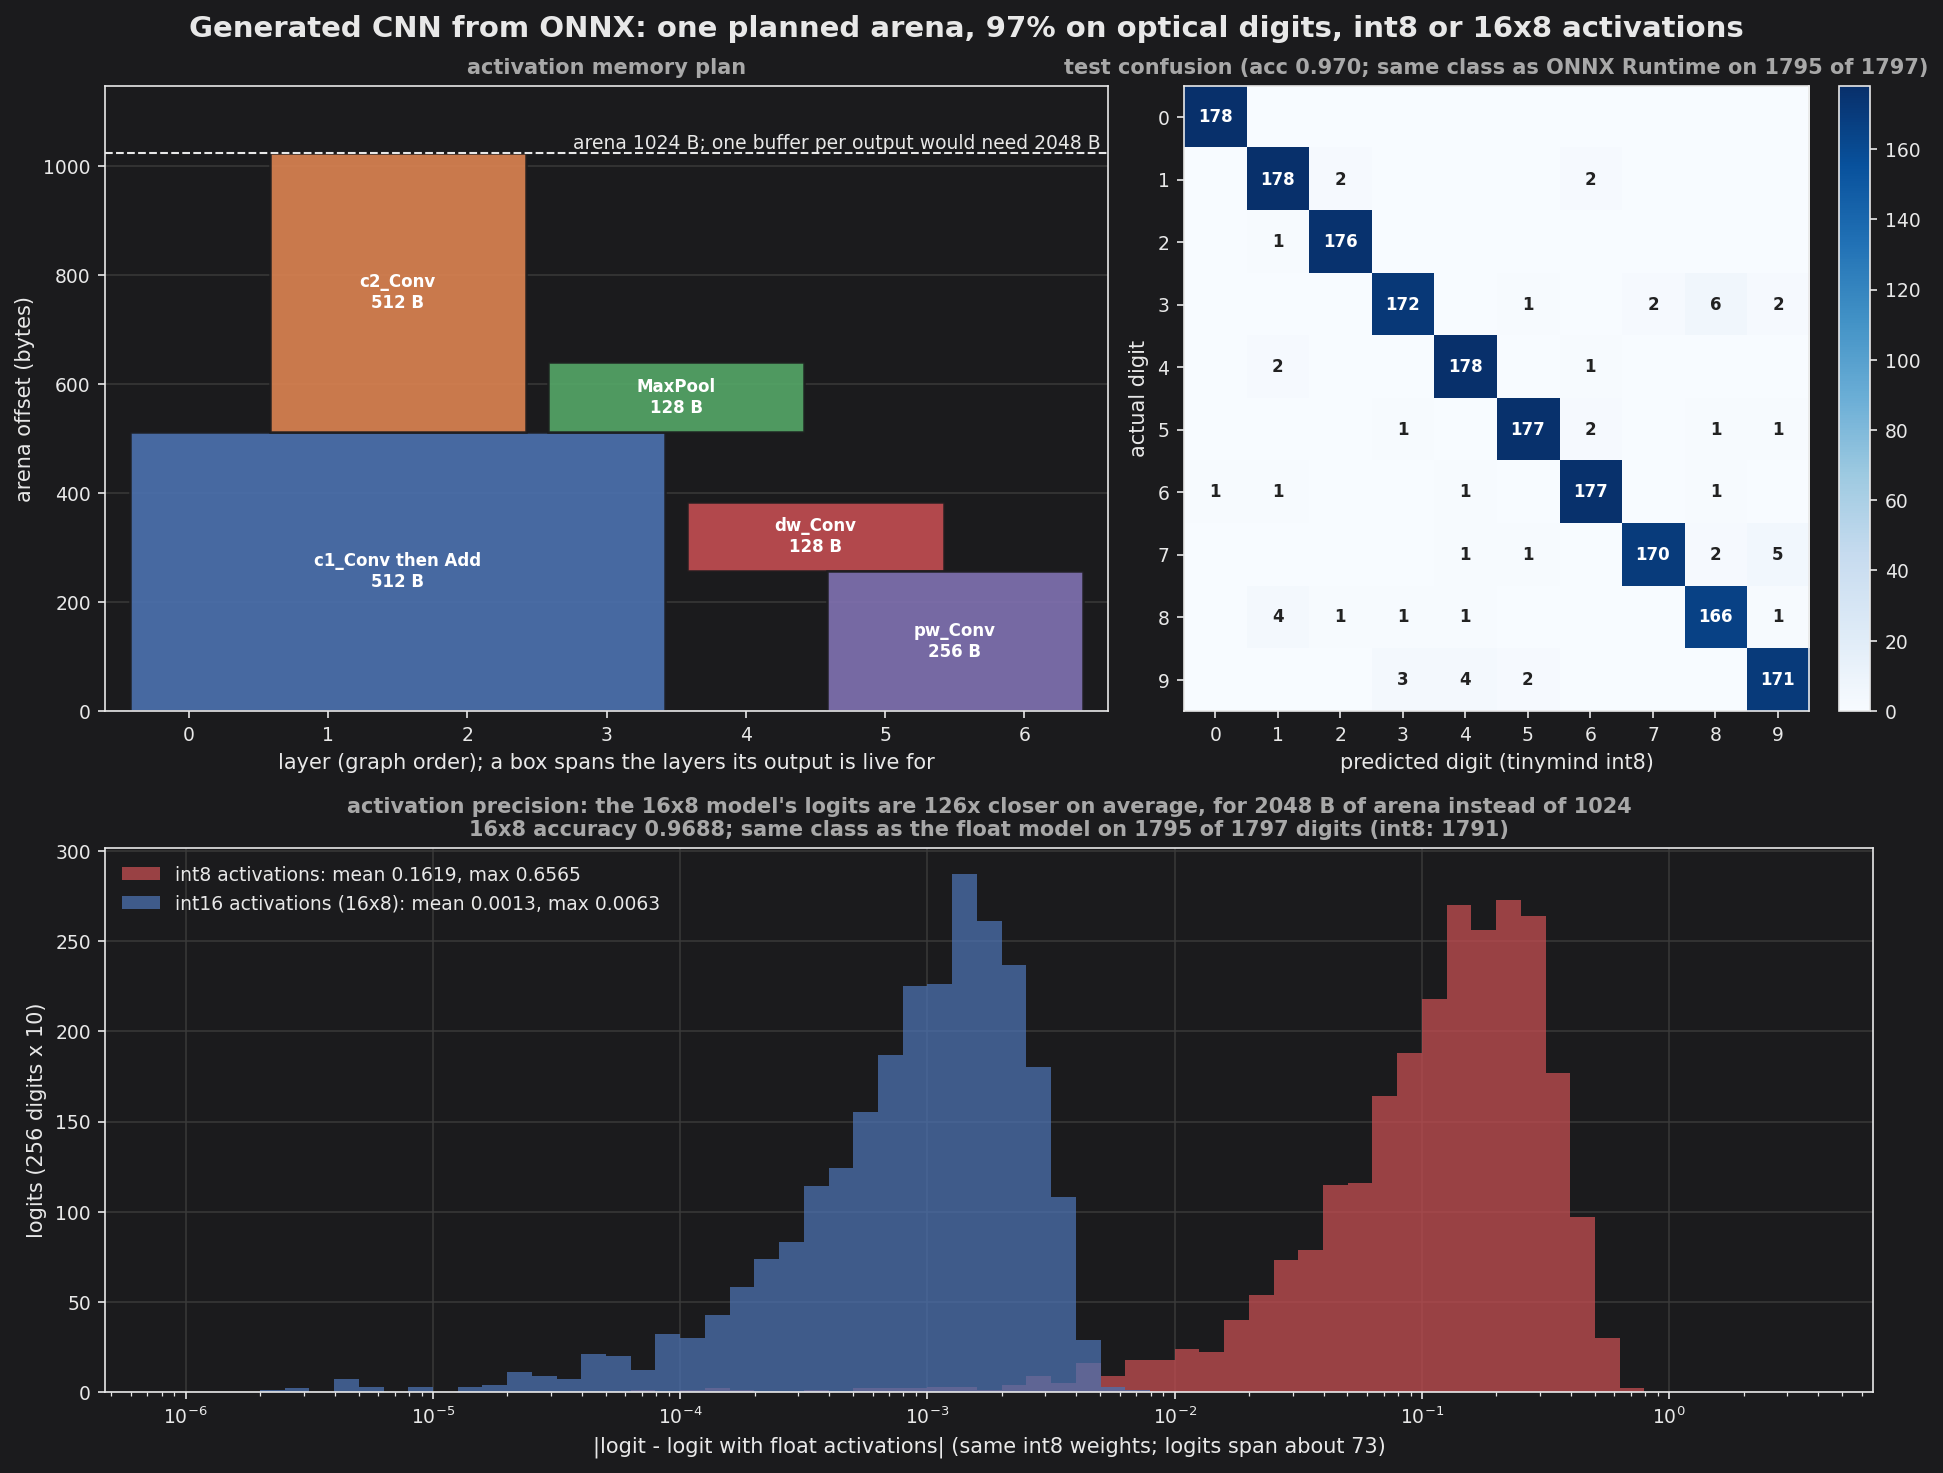 Generated CNN from ONNX: one planned arena, 97% on optical digits, int8 or 16x8 activations
activation memory plan
arena offset (bytes)
1000
800
600
400
200
0
arena 1024 B; one buffer per output would need 2048 B
c2_Conv
512 B
MaxPool
128 B
c1_Conv then Add
512 B
dw_Conv
128 B
pw_Conv
256 B
0 1 2 3 4 5 6
layer (graph order); a box spans the layers its output is live for
test confusion (acc 0.970; same class as ONNX Runtime on 1795 of 1797)
actual digit
0 178
1 178 2 2
2 1 176
3 172 1 2 6 2
4 2 178 1
5 1 177 2 1 1
6 1 1 1 177 1
7 1 1 170 2 5
8 4 1 1 1 166 1
9 3 4 2 171
0 1 2 3 4 5 6 7 8 9
predicted digit (tinymind int8)
160
140
120
100
80
60
40
20
0
activation precision: the 16x8 model's logits are 126x closer on average, for 2048 B of arena instead of 1024
16x8 accuracy 0.9688; same class as the float model on 1795 of 1797 digits (int8: 1791)
logits (256 digits x 10)
300
250
200
150
100
50
0
int8 activations: mean 0.1619, max 0.6565
int16 activations (16x8): mean 0.0013, max 0.0063
10⁻⁶ 10⁻⁵ 10⁻⁴ 10⁻³ 10⁻² 10⁻¹ 10⁰
|logit - logit with float activations| (same int8 weights; logits span about 73)